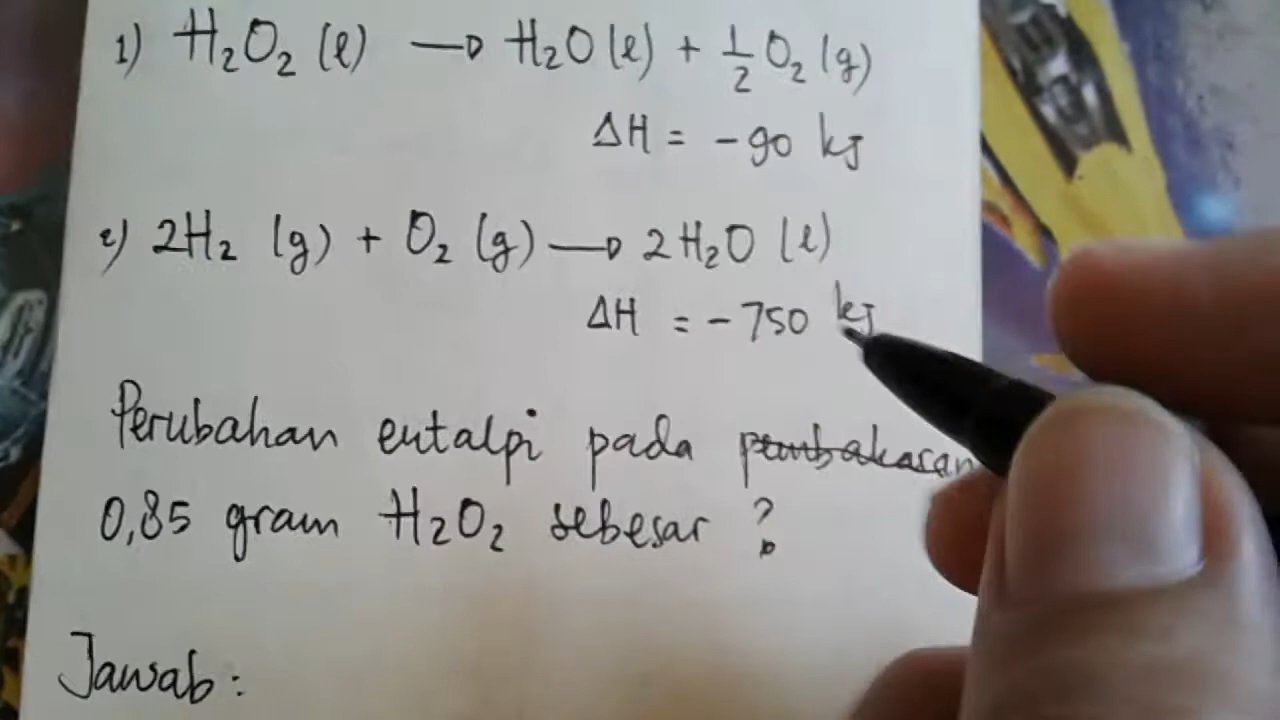 1) H₂O₂ (l) → H₂O (l) + 1/2 O₂ (g)
ΔH = -90 kJ
2) 2H₂ (g) + O₂ (g) → 2H₂O (l)
ΔH = -750 kJ
Perubahan entalpi pada pembakaran
0,85 gram H₂O₂ sebesar ?
Jawab :